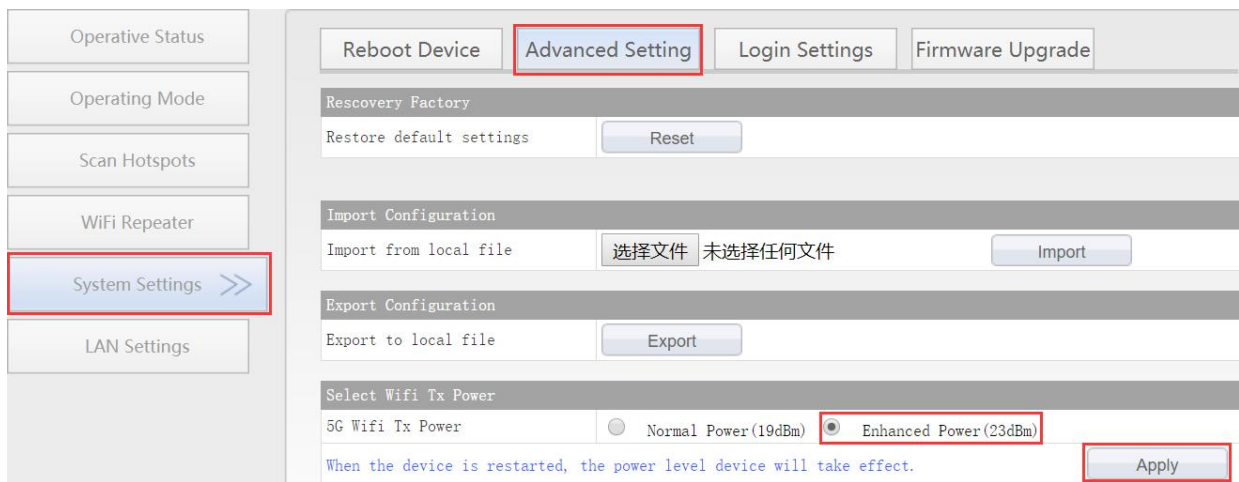 Operative Status
Operating Mode
Scan Hotspots
WiFi Repeater
System Settings >>
LAN Settings
Reboot Device Advanced Setting Login Settings Firmware Upgrade
Rescovery Factory
Restore default settings Reset
Import Configuration
Import from local file 选择文件 未选择任何文件 Import
Export Configuration
Export to local file Export
Select Wifi Tx Power
5G Wifi Tx Power Normal Power(19dBm) Enhanced Power(23dBm)
When the device is restarted, the power level device will take effect. Apply